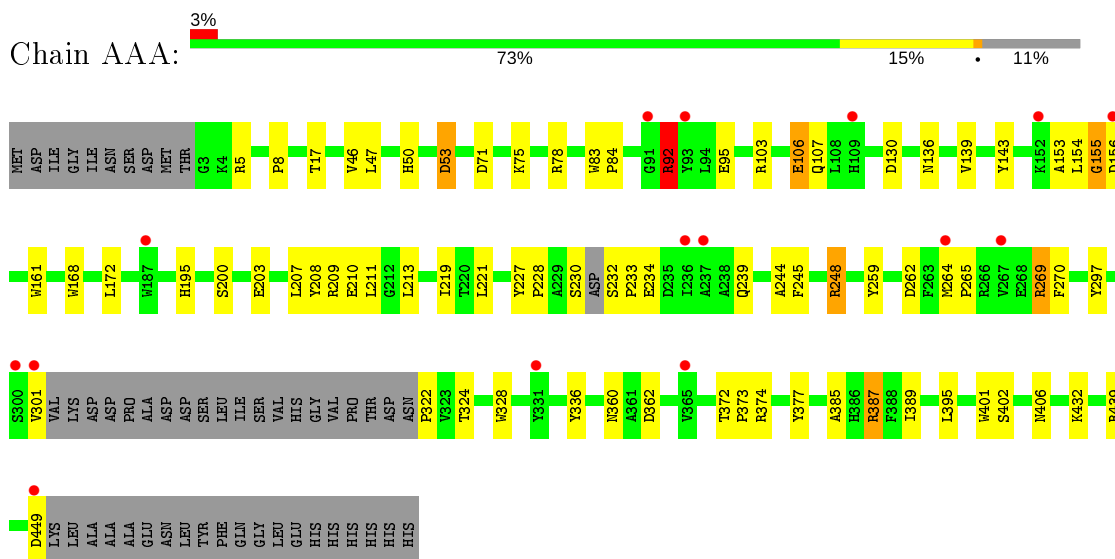 3%
Chain AAA:
73% 15% • 11%
MET ASP ILE GLY ILE ASN SER ASP MET THR G3 K4 R5 P8 T17 V46 L47 H50 D53 D71 K75 R78 W83 P84 G91 R92 Y93 L94 E95 R103 E106 Q107 L108 H109 D130 N136 V139 Y143 K152 A153 L154 G155 D156
W161 W168 L172 W187 H195 S200 E203 L207 Y208 R209 E210 L211 G212 L213 I219 T220 L221 Y227 P228 A229 S230 ASP S232 P233 E234 D235 I236 A237 A238 Q239 A244 F245 R248 Y259 D262 F263 M264 P265 R266 V267 E268 R269 F270 Y297
S300 V301 VAL LYS ASP ASP PRO ALA ASP ASP SER LEU ILE SER VAL HIS GLY VAL PRO THR ASP ASN P322 V323 T324 W328 Y331 Y336 N360 A361 D362 V365 T372 P373 R374 Y377 A385 H386 R387 F388 I389 L395 W401 S402 N406 K432
D449 LYS LEU ALA ALA ALA GLU ASN LEU TYR PHE GLN GLY LEU GLU HIS HIS HIS HIS HIS HIS